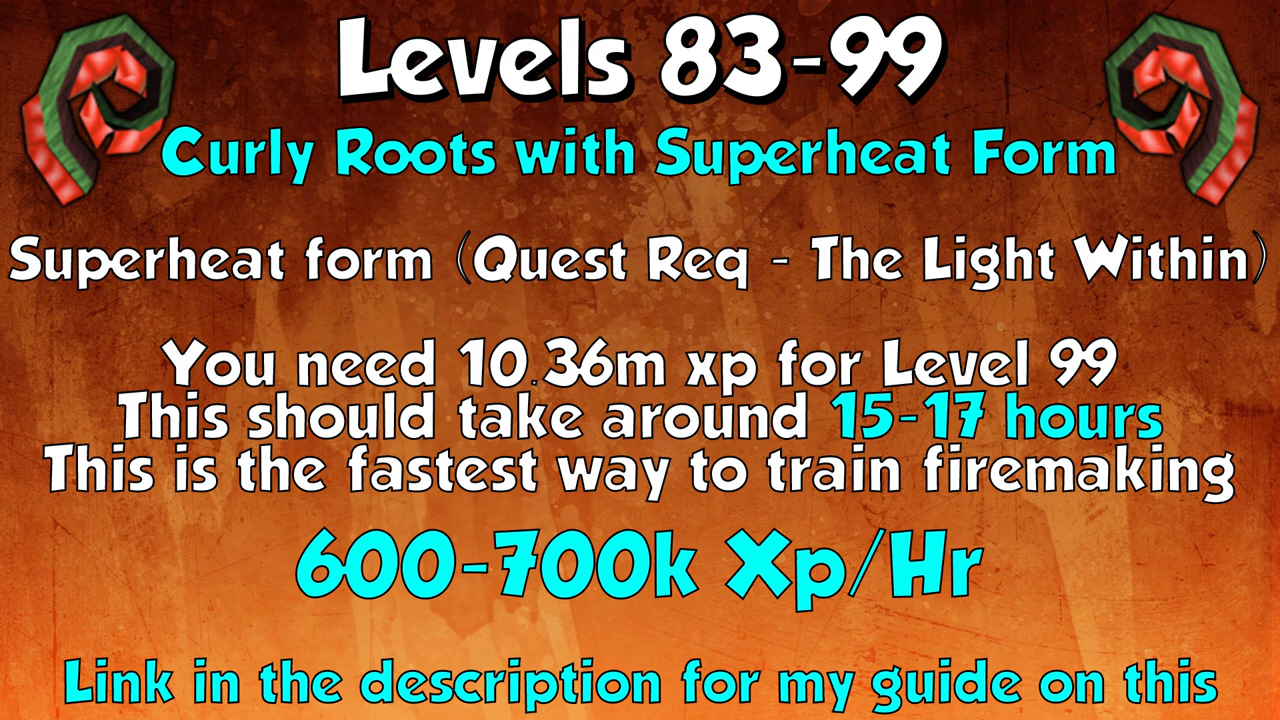 Levels 83-99
Curly Roots with Superheat Form
Superheat form (Quest Req - The Light Within)
You need 10.36m xp for Level 99
This should take around 15-17 hours
This is the fastest way to train firemaking
600-700k Xp/Hr
Link in the description for my guide on this